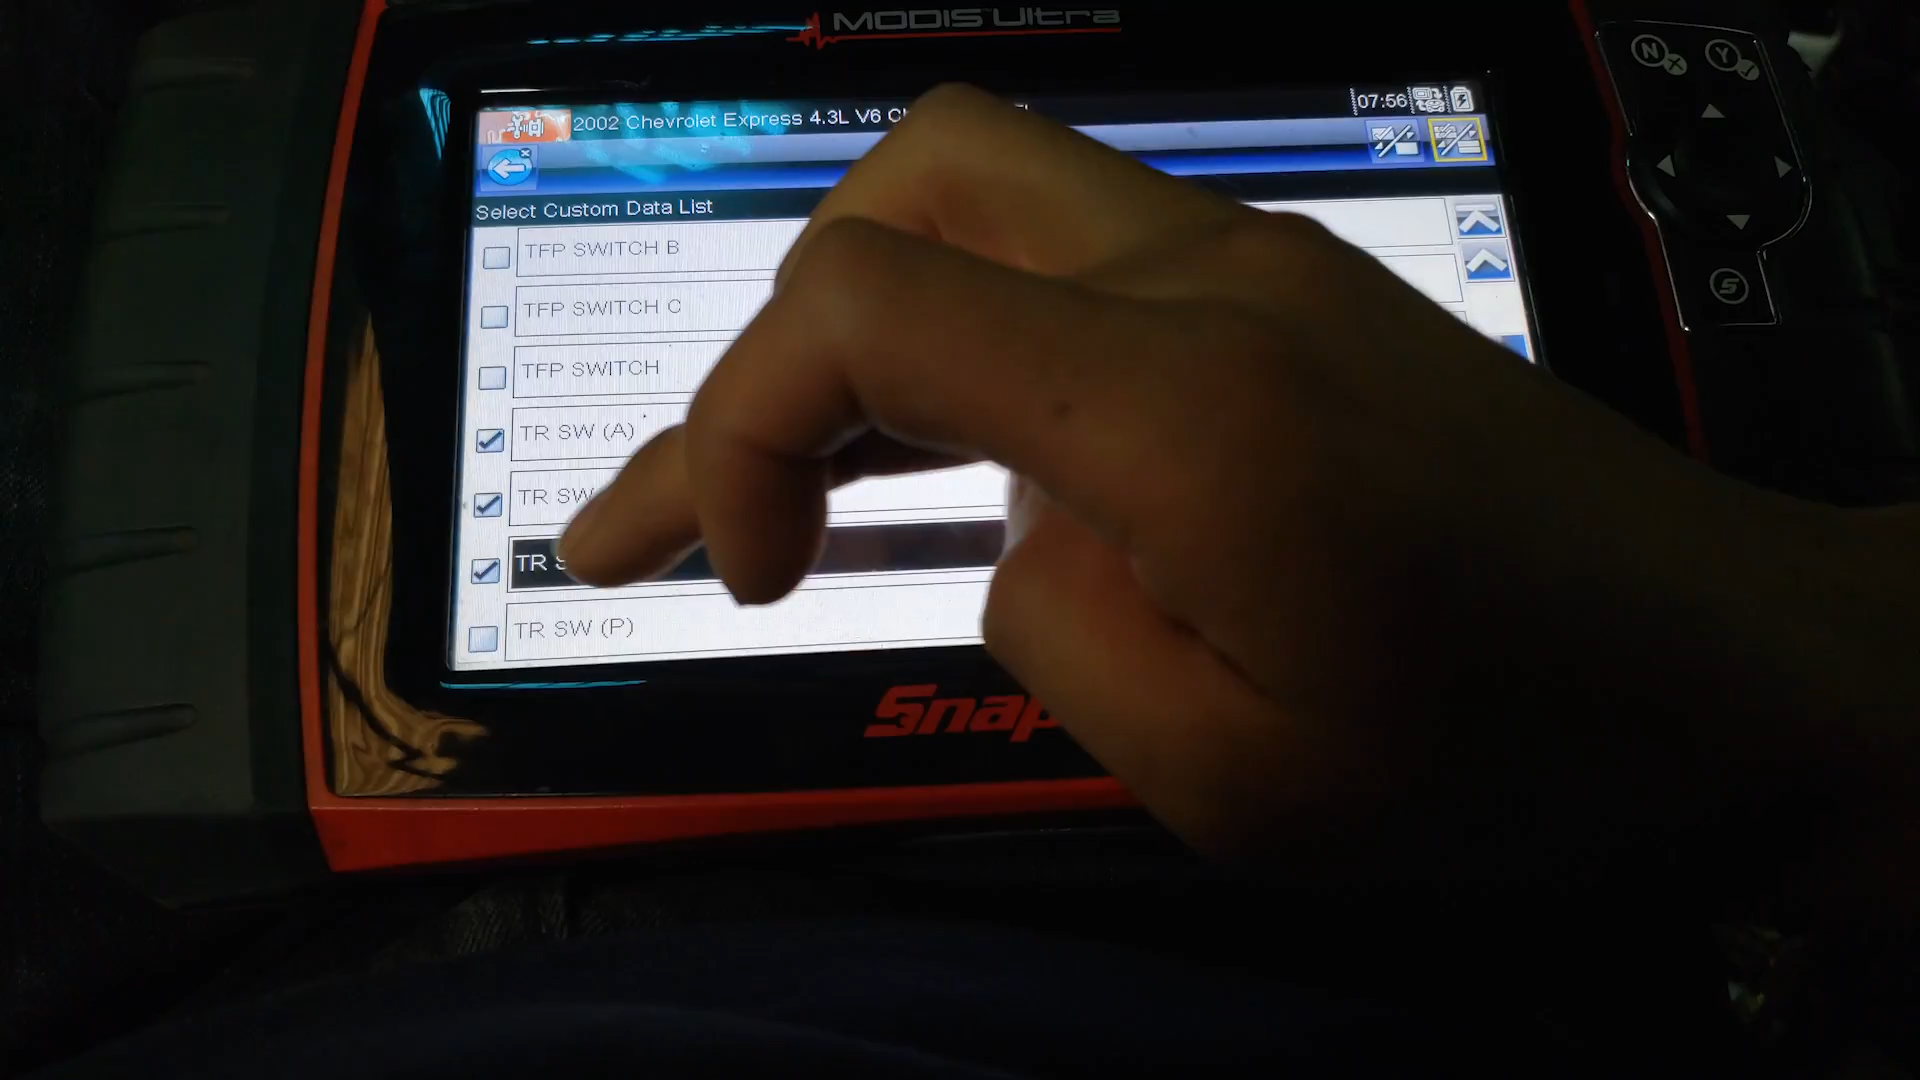 MODIS Ultra
07:56
2002 Chevrolet Express 4.3L V6
Select Custom Data List
TFP SWITCH B
TFP SWITCH C
TFP SWITCH
TR SW (A)
TR SW
TR
TR SW (P)
Snap
N
Y
S